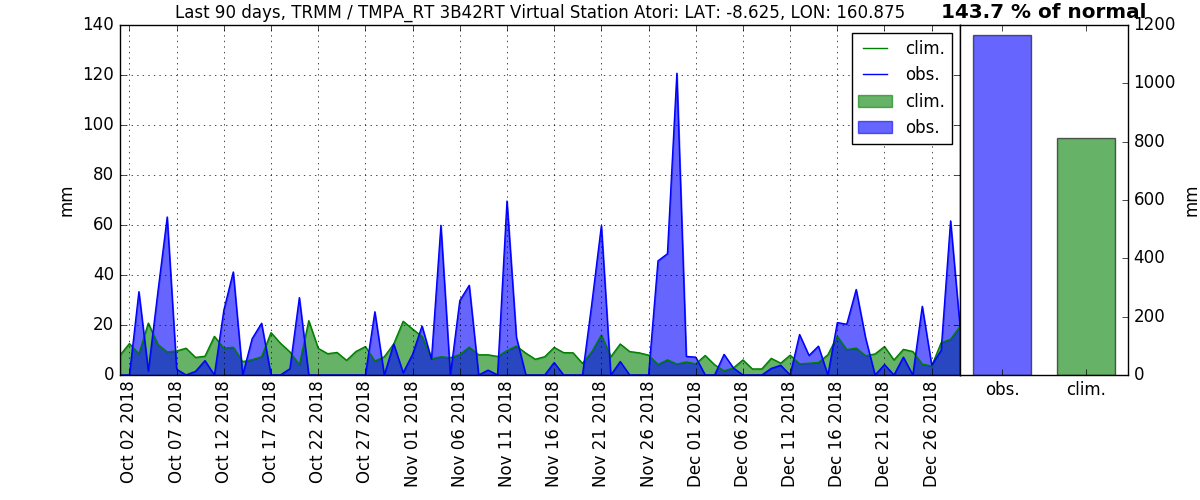 Last 90 days, TRMM / TMPA_RT 3B42RT Virtual Station Atori: LAT: -8.625, LON: 160.875
143.7 % of normal
140
120
100
80
60
40
20
0
mm
clim.
obs.
clim.
obs.
Oct 02 2018
Oct 07 2018
Oct 12 2018
Oct 17 2018
Oct 22 2018
Oct 27 2018
Nov 01 2018
Nov 06 2018
Nov 11 2018
Nov 16 2018
Nov 21 2018
Nov 26 2018
Dec 01 2018
Dec 06 2018
Dec 11 2018
Dec 16 2018
Dec 21 2018
Dec 26 2018
1200
1000
800
600
400
200
0
mm
obs.
clim.